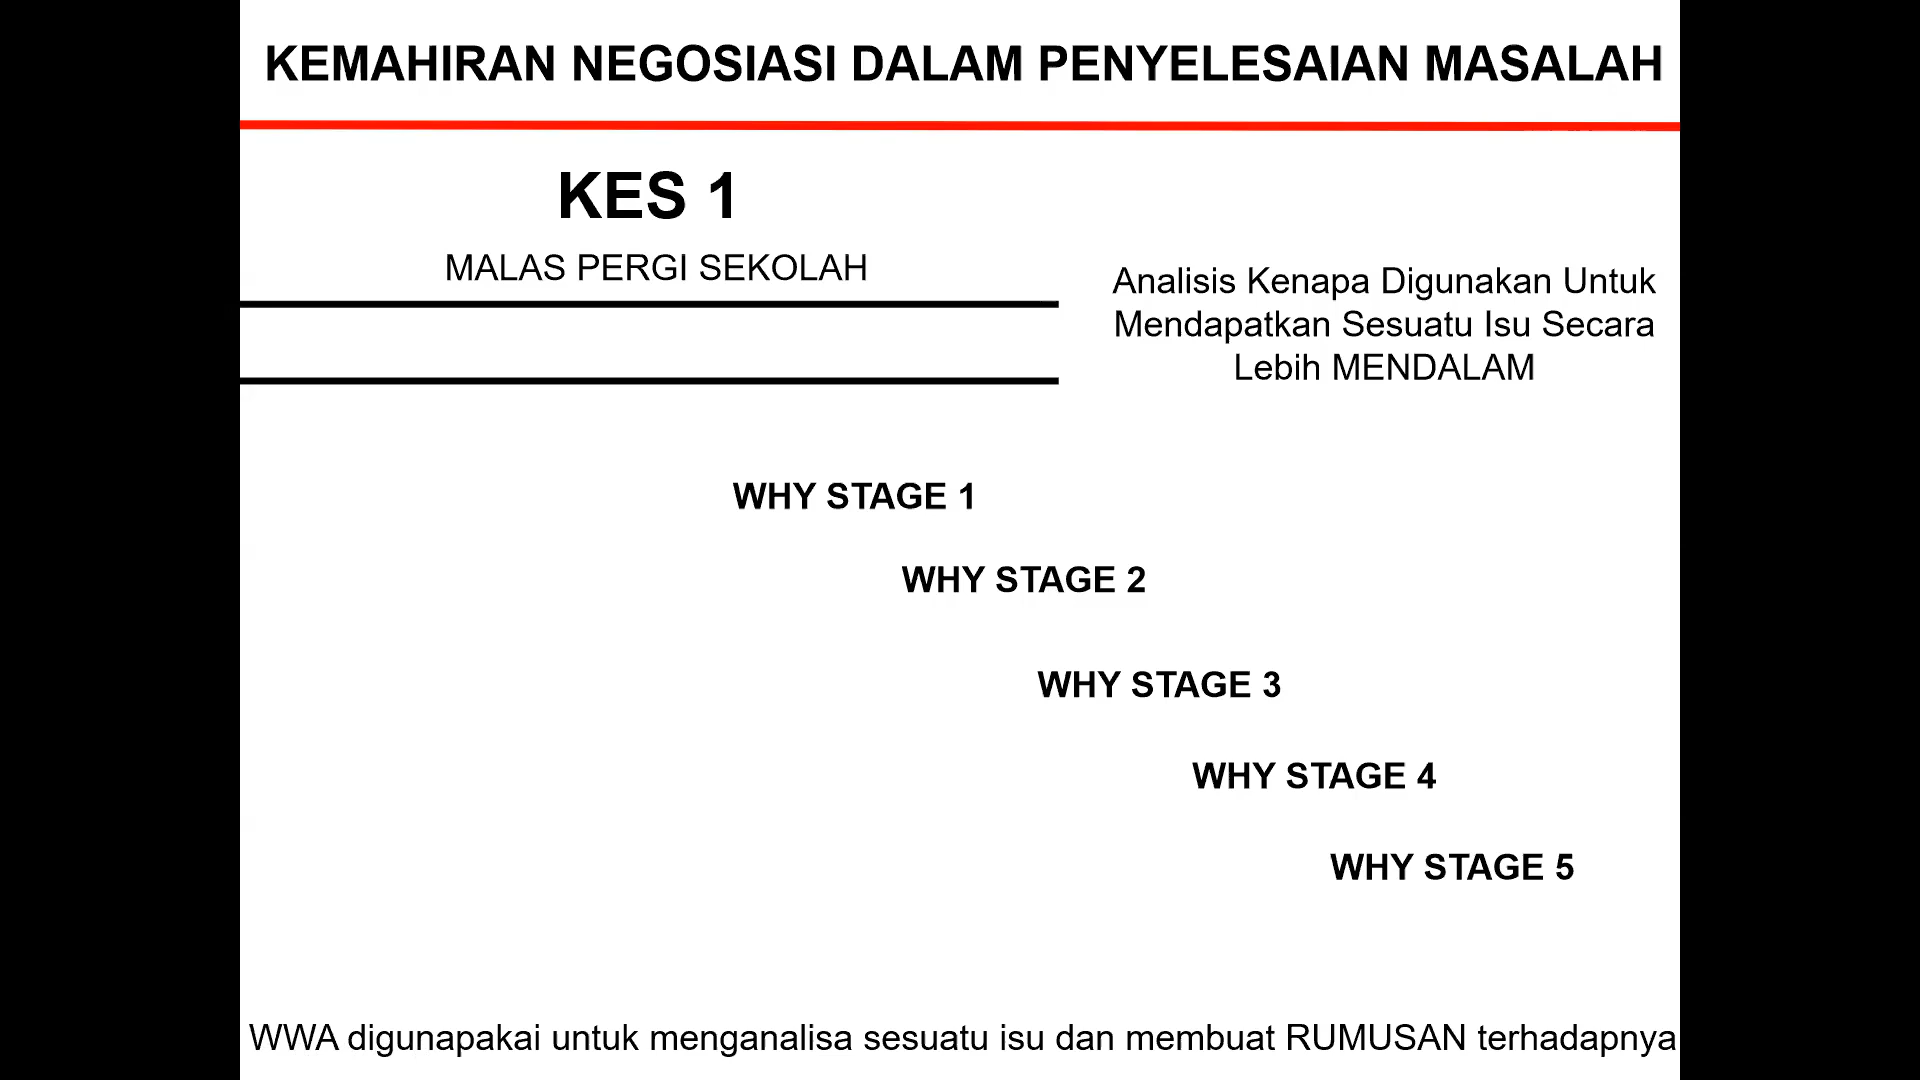 KEMAHIRAN NEGOSIASI DALAM PENYELESAIAN MASALAH
KES 1
MALAS PERGI SEKOLAH
Analisis Kenapa Digunakan Untuk
Mendapatkan Sesuatu Isu Secara
Lebih MENDALAM
WHY STAGE 1
WHY STAGE 2
WHY STAGE 3
WHY STAGE 4
WHY STAGE 5
WWA digunapakai untuk menganalisa sesuatu isu dan membuat RUMUSAN terhadapnya